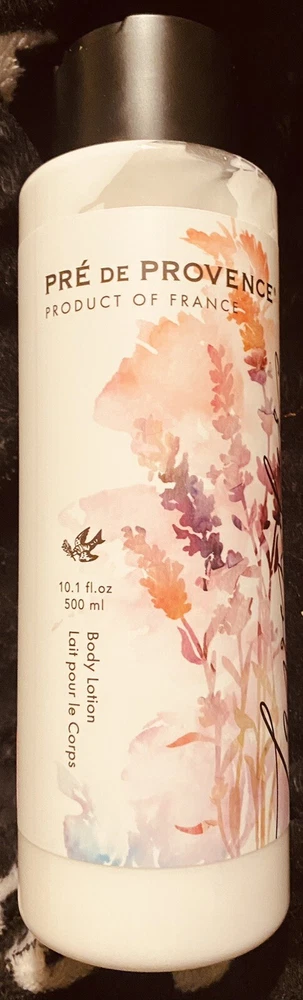 PRÉ DE PROVENCE®
PRODUCT OF FRANCE
10.1 fl.oz
500 ml
Body Lotion
Lait pour le Corps